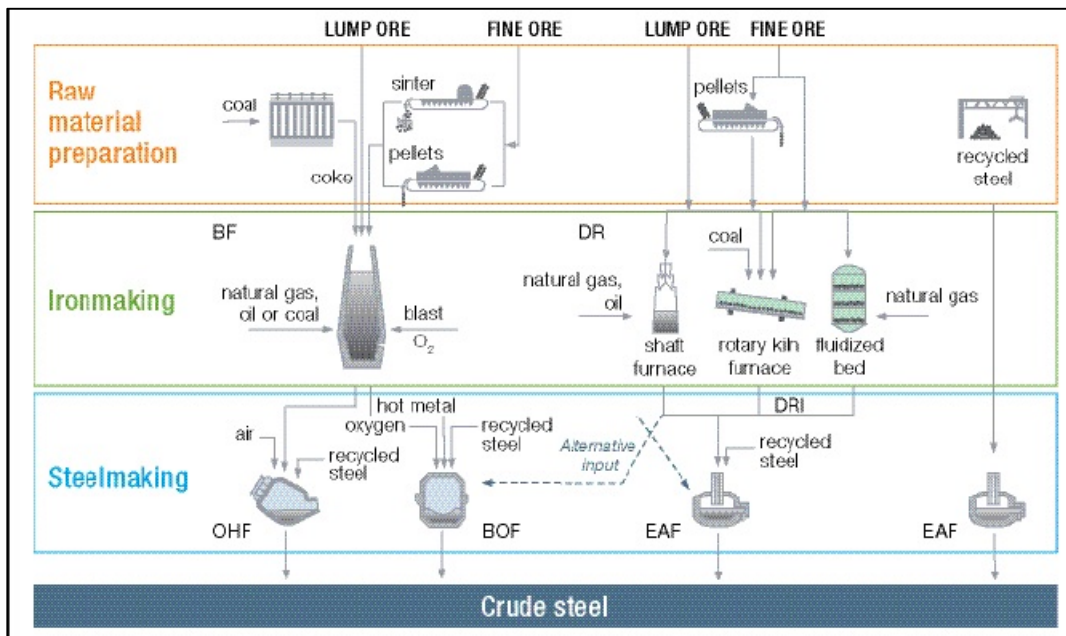 LUMP ORE
FINE ORE
LUMP ORE
FINE ORE
Raw
material
preparation
coal
coke
sinter
pellets
pellets
recycled
steel
Ironmaking
BF
natural gas,
oil or coal
blast
O₂
DR
natural gas,
oil
coal
natural gas
shaft
furnace
rotary kiln
furnace
fluidized
bed
Steelmaking
hot metal
oxygen
air
recycled
steel
recycled
steel
Alternative
input
DRI
recycled
steel
OHF
BOF
EAF
EAF
Crude steel